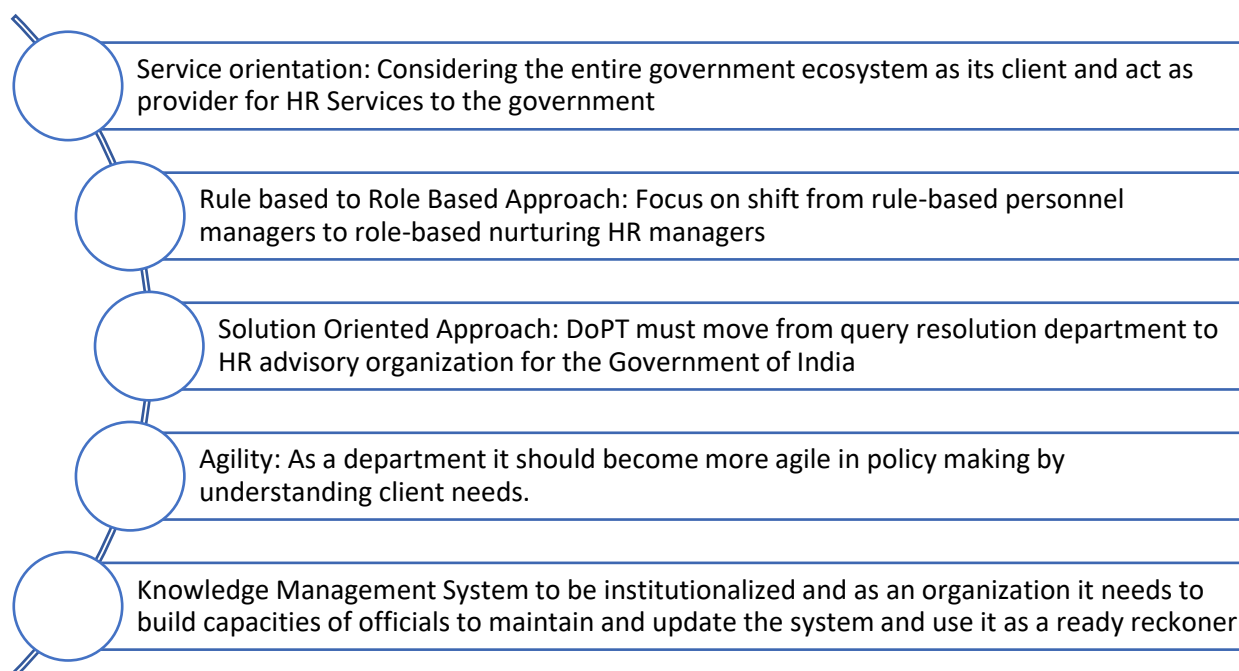 Service orientation: Considering the entire government ecosystem as its client and act as
provider for HR Services to the government
Rule based to Role Based Approach: Focus on shift from rule-based personnel
managers to role-based nurturing HR managers
Solution Oriented Approach: DoPT must move from query resolution department to
HR advisory organization for the Government of India
Agility: As a department it should become more agile in policy making by
understanding client needs.
Knowledge Management System to be institutionalized and as an organization it needs to
build capacities of officials to maintain and update the system and use it as a ready reckoner